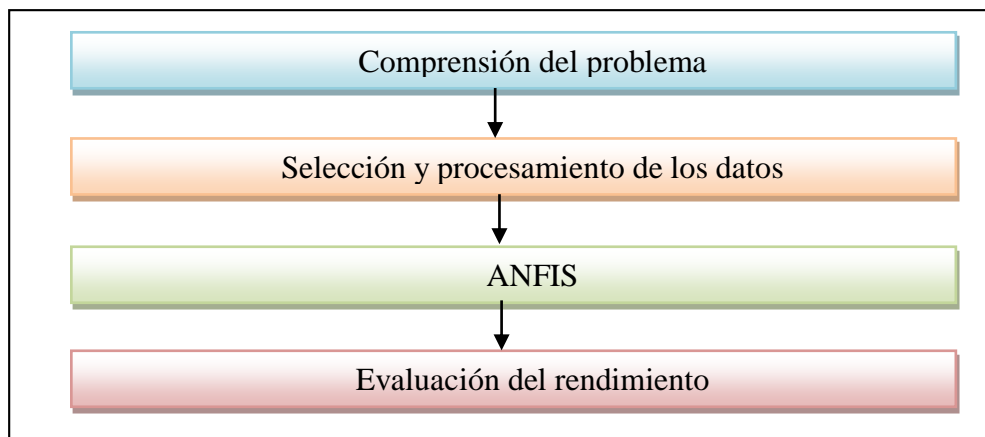 Comprensión del problema
Selección y procesamiento de los datos
ANFIS
Evaluación del rendimiento